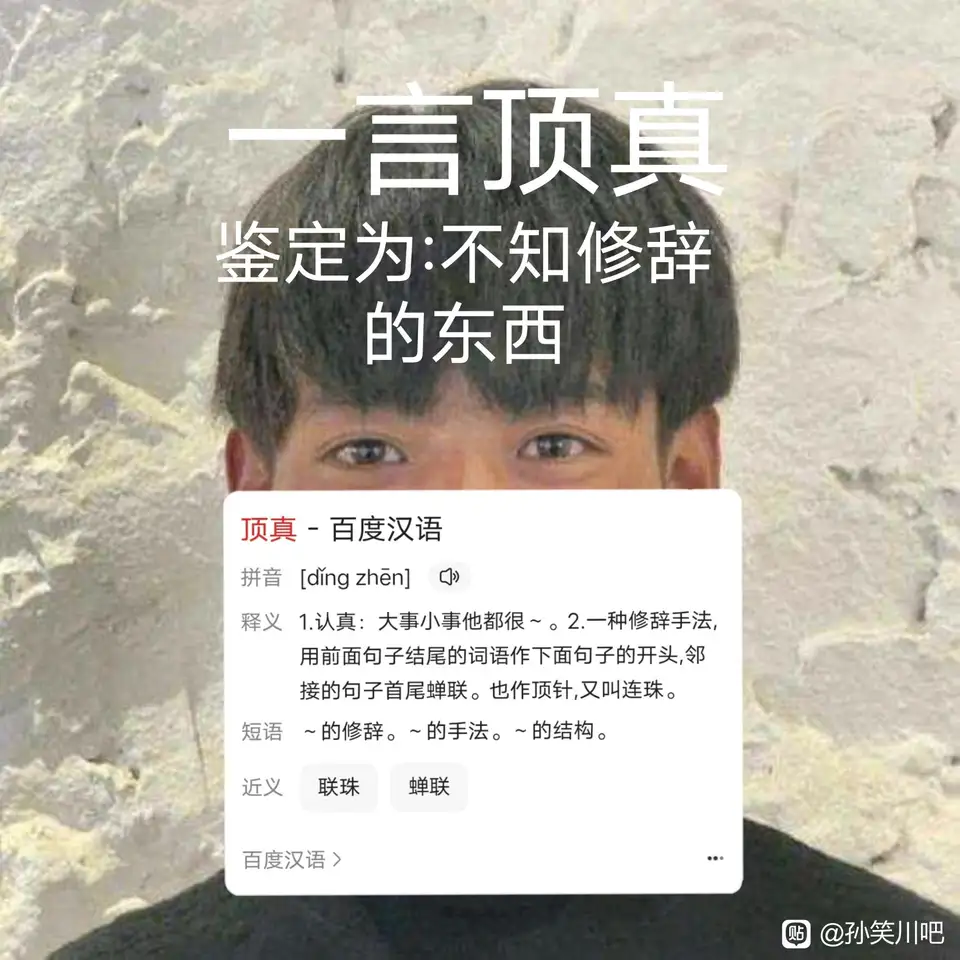 一言顶真
鉴定为:不知修辞
的东西
顶真 - 百度汉语
拼音 [dǐng zhēn]
释义 1.认真：大事小事他都很~。2.一种修辞手法,
用前面句子结尾的词语作下面句子的开头,邻
接的句子首尾蝉联。也作顶针,又叫连珠。
短语 ~的修辞。~的手法。~的结构。
近义 联珠 蝉联
百度汉语 >
贴 @孙笑川吧